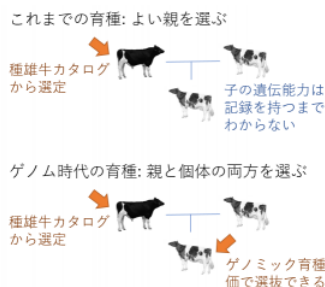 これまでの育種: よい親を選ぶ
種雄牛カタログ
から選定
子の遺伝能力は
記録を持つまで
わからない
ゲノム時代の育種: 親と個体の両方を選ぶ
種雄牛カタログ
から選定
ゲノミック育種
価で選抜できる